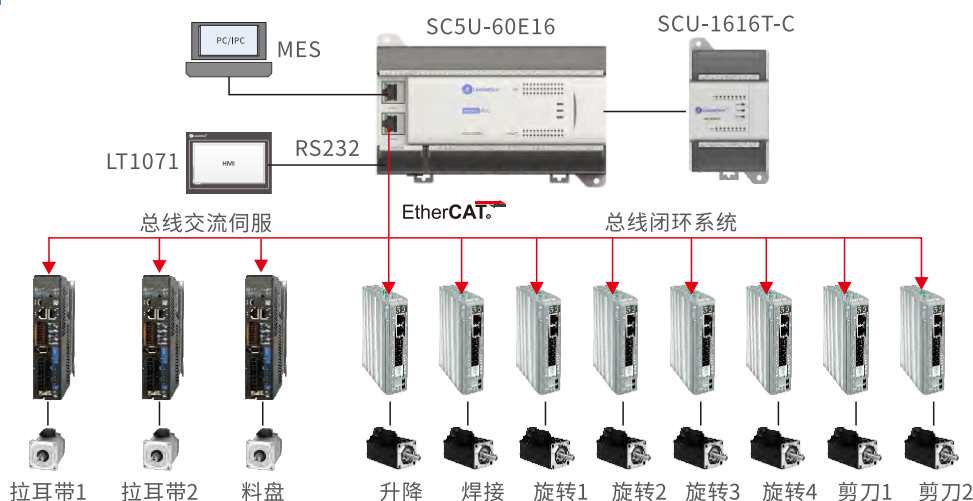 SC5U-60E16
SCU-1616T-C
PC/IPC
MES
LT1071
HMI
RS232
EtherCAT
总线交流伺服
总线闭环系统
拉耳带1
拉耳带2
料盘
升降
焊接
旋转1
旋转2
旋转3
旋转4
剪刀1
剪刀2